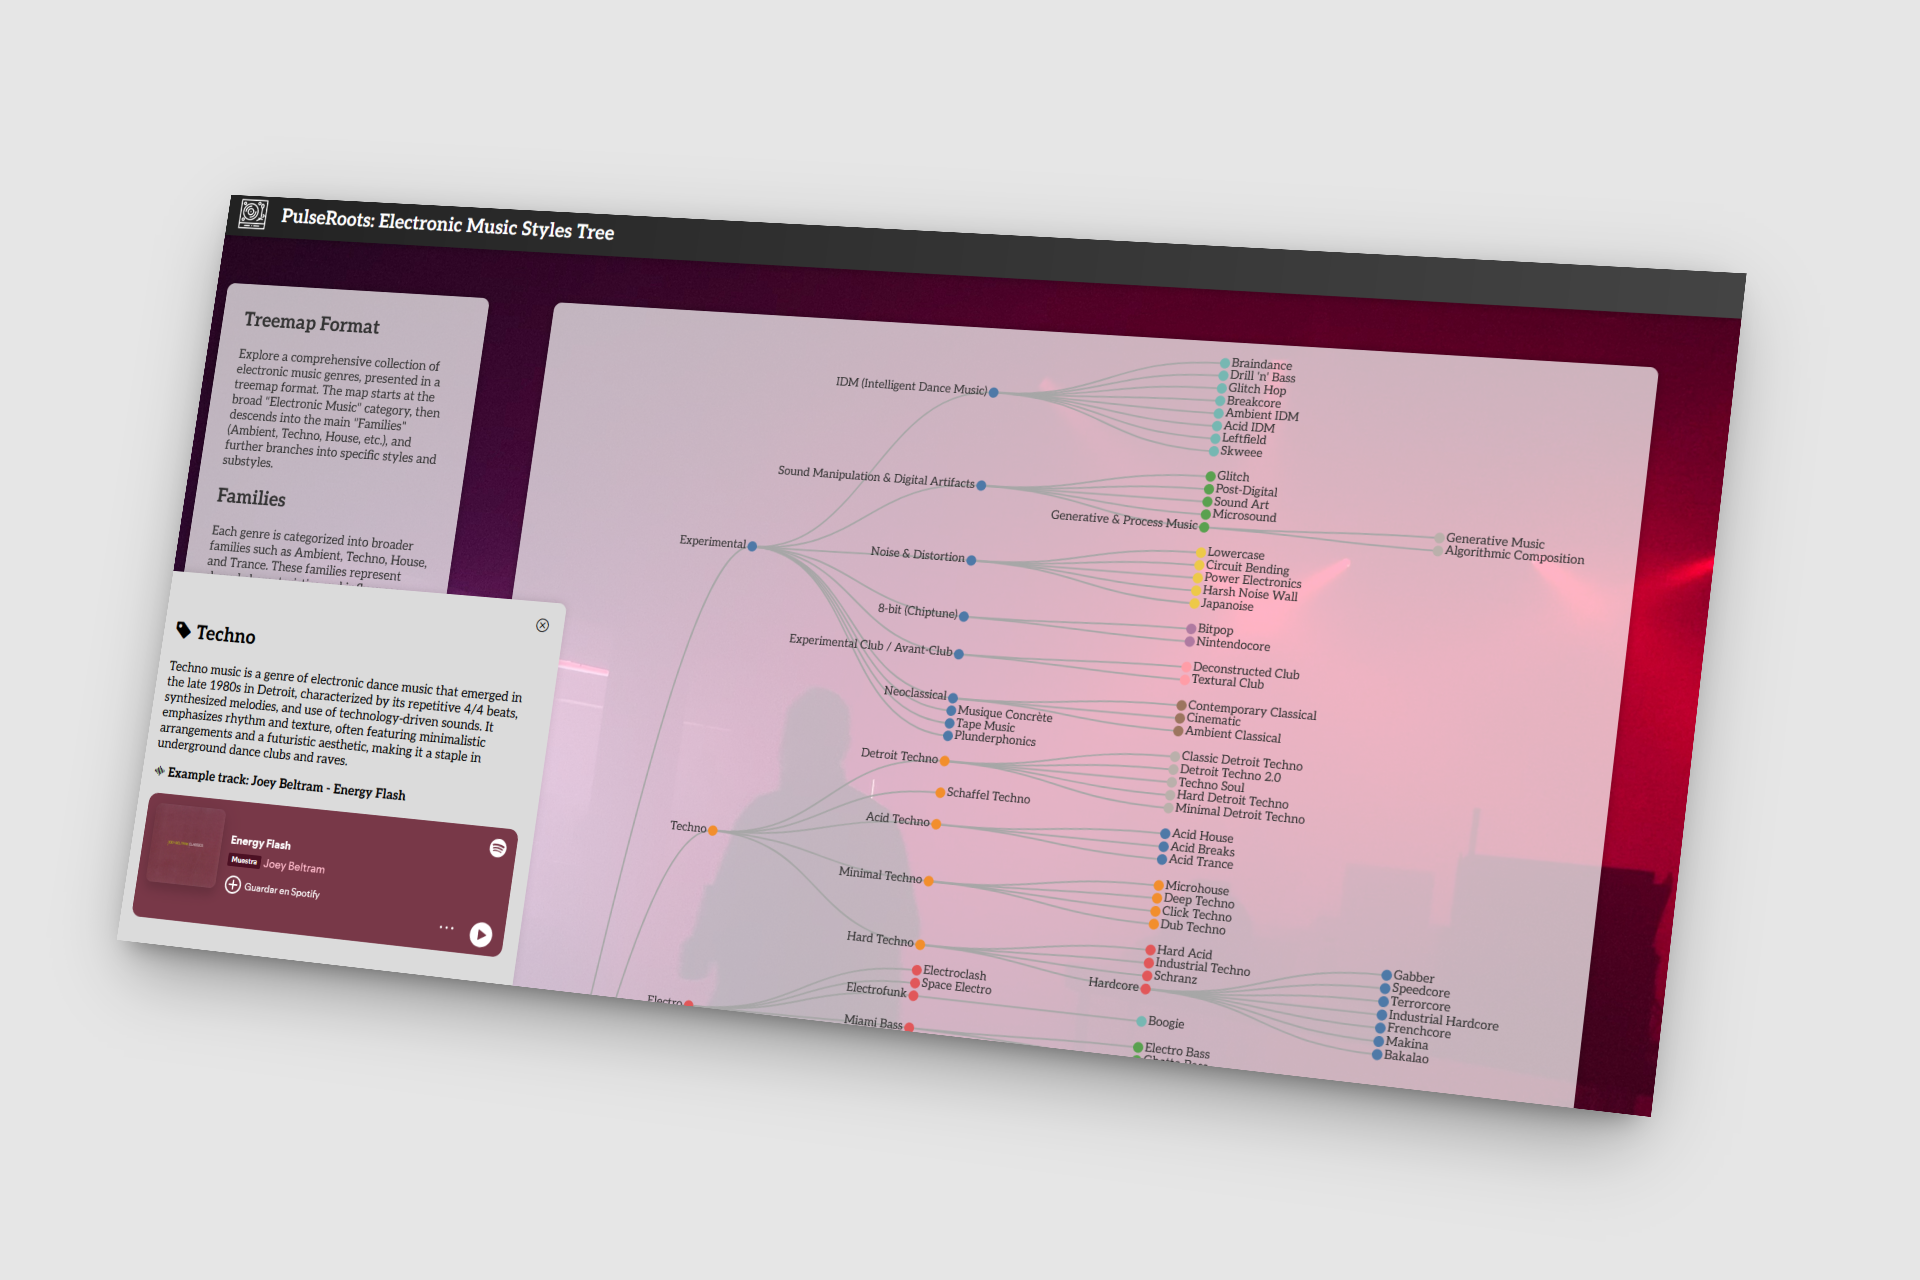 PulseRoots: Electronic Music Styles Tree
Treemap Format
Explore a comprehensive collection of
electronic music genres, presented in a
treemap format. The map starts at the
broad "Electronic Music" category, then
descends into the main "Families"
(Ambient, Techno, House, etc.), and
further branches into specific styles and
substyles.
Families
Each genre is categorized into broader
families such as Ambient, Techno, House,
and Trance. These families represent
Techno
Techno music is a genre of electronic dance music that emerged in
the late 1980s in Detroit, characterized by its repetitive 4/4 beats,
synthesized melodies, and use of technology-driven sounds. It
emphasizes rhythm and texture, often featuring minimalistic
arrangements and a futuristic aesthetic, making it a staple in
underground dance clubs and raves.
Example track: Joey Beltram - Energy Flash
Energy Flash
Muestra Joey Beltram
Guardar en Spotify
Experimental
IDM (Intelligent Dance Music)
Braindance
Drill 'n' Bass
Glitch Hop
Breakcore
Ambient IDM
Acid IDM
Leftfield
Skweee
Sound Manipulation & Digital Artifacts
Glitch
Post-Digital
Sound Art
Microsound
Generative & Process Music
Generative Music
Algorithmic Composition
Noise & Distortion
Lowercase
Circuit Bending
Power Electronics
Harsh Noise Wall
Japanoise
8-bit (Chiptune)
Bitpop
Nintendocore
Experimental Club / Avant-Club
Deconstructed Club
Textural Club
Neoclassical
Contemporary Classical
Cinematic
Ambient Classical
Musique Concrète
Tape Music
Plunderphonics
Techno
Detroit Techno
Classic Detroit Techno
Detroit Techno 2.0
Techno Soul
Hard Detroit Techno
Minimal Detroit Techno
Schaffel Techno
Acid Techno
Acid House
Acid Breaks
Acid Trance
Minimal Techno
Microhouse
Deep Techno
Click Techno
Dub Techno
Hard Techno
Hard Acid
Industrial Techno
Schranz
Hardcore
Gabber
Speedcore
Terrorcore
Industrial Hardcore
Frenchcore
Makina
Bakalao
Electro
Electroclash
Space Electro
Electrofunk
Boogie
Miami Bass
Electro Bass